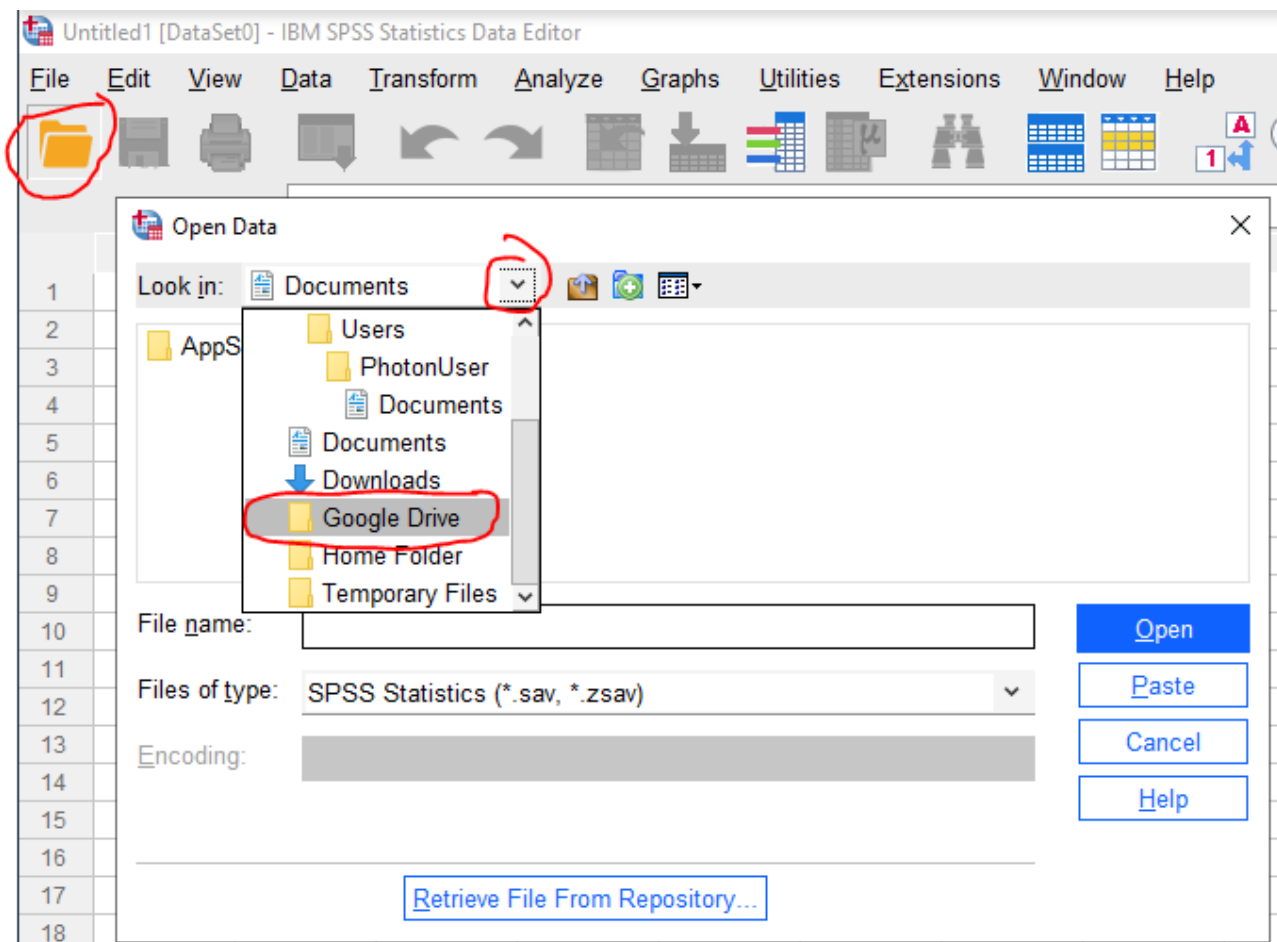 Untitled1 [DataSet0] - IBM SPSS Statistics Data Editor
File Edit View Data Transform Analyze Graphs Utilities Extensions Window Help
A
1
Open Data
Look in: Documents
1
2
3
4
5
6
7
8
9
10
11
12
13
14
15
16
17
18
AppS
Users
PhotonUser
Documents
Documents
Downloads
Google Drive
Home Folder
Temporary Files
File name:
Open
Files of type: SPSS Statistics (*.sav, *.zsav)
Paste
Encoding:
Cancel
Help
Retrieve File From Repository...